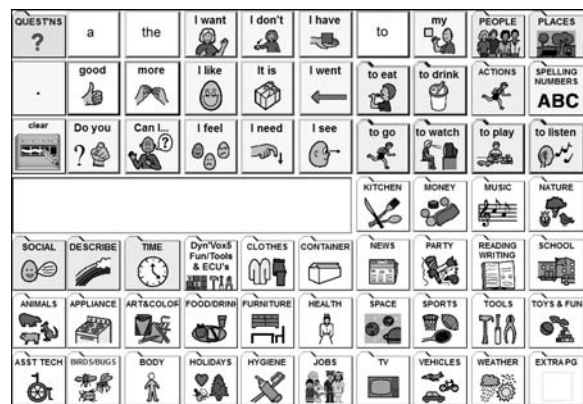 QUEST'NS ? a the I want I don't I have to my PEOPLE PLACES
. good more I like It is I went to eat to drink ACTIONS SPELLING NUMBERS ABC
clear Do you ? Can I... ? I feel I need I see to go to watch to play to listen
KITCHEN MONEY MUSIC NATURE
SOCIAL DESCRIBE TIME Dyn'Vox5 Fun/Tools & ECU's CLOTHES CONTAINER NEWS PARTY READING WRITING SCHOOL
ANIMALS APPLIANCE ART&COLOR FOOD/DRINK FURNITURE HEALTH SPACE SPORTS TOOLS TOYS & FUN
ASST TECH BIRDS/BUGS BODY HOLIDAYS HYGIENE JOBS TV VEHICLES WEATHER EXTRA PG